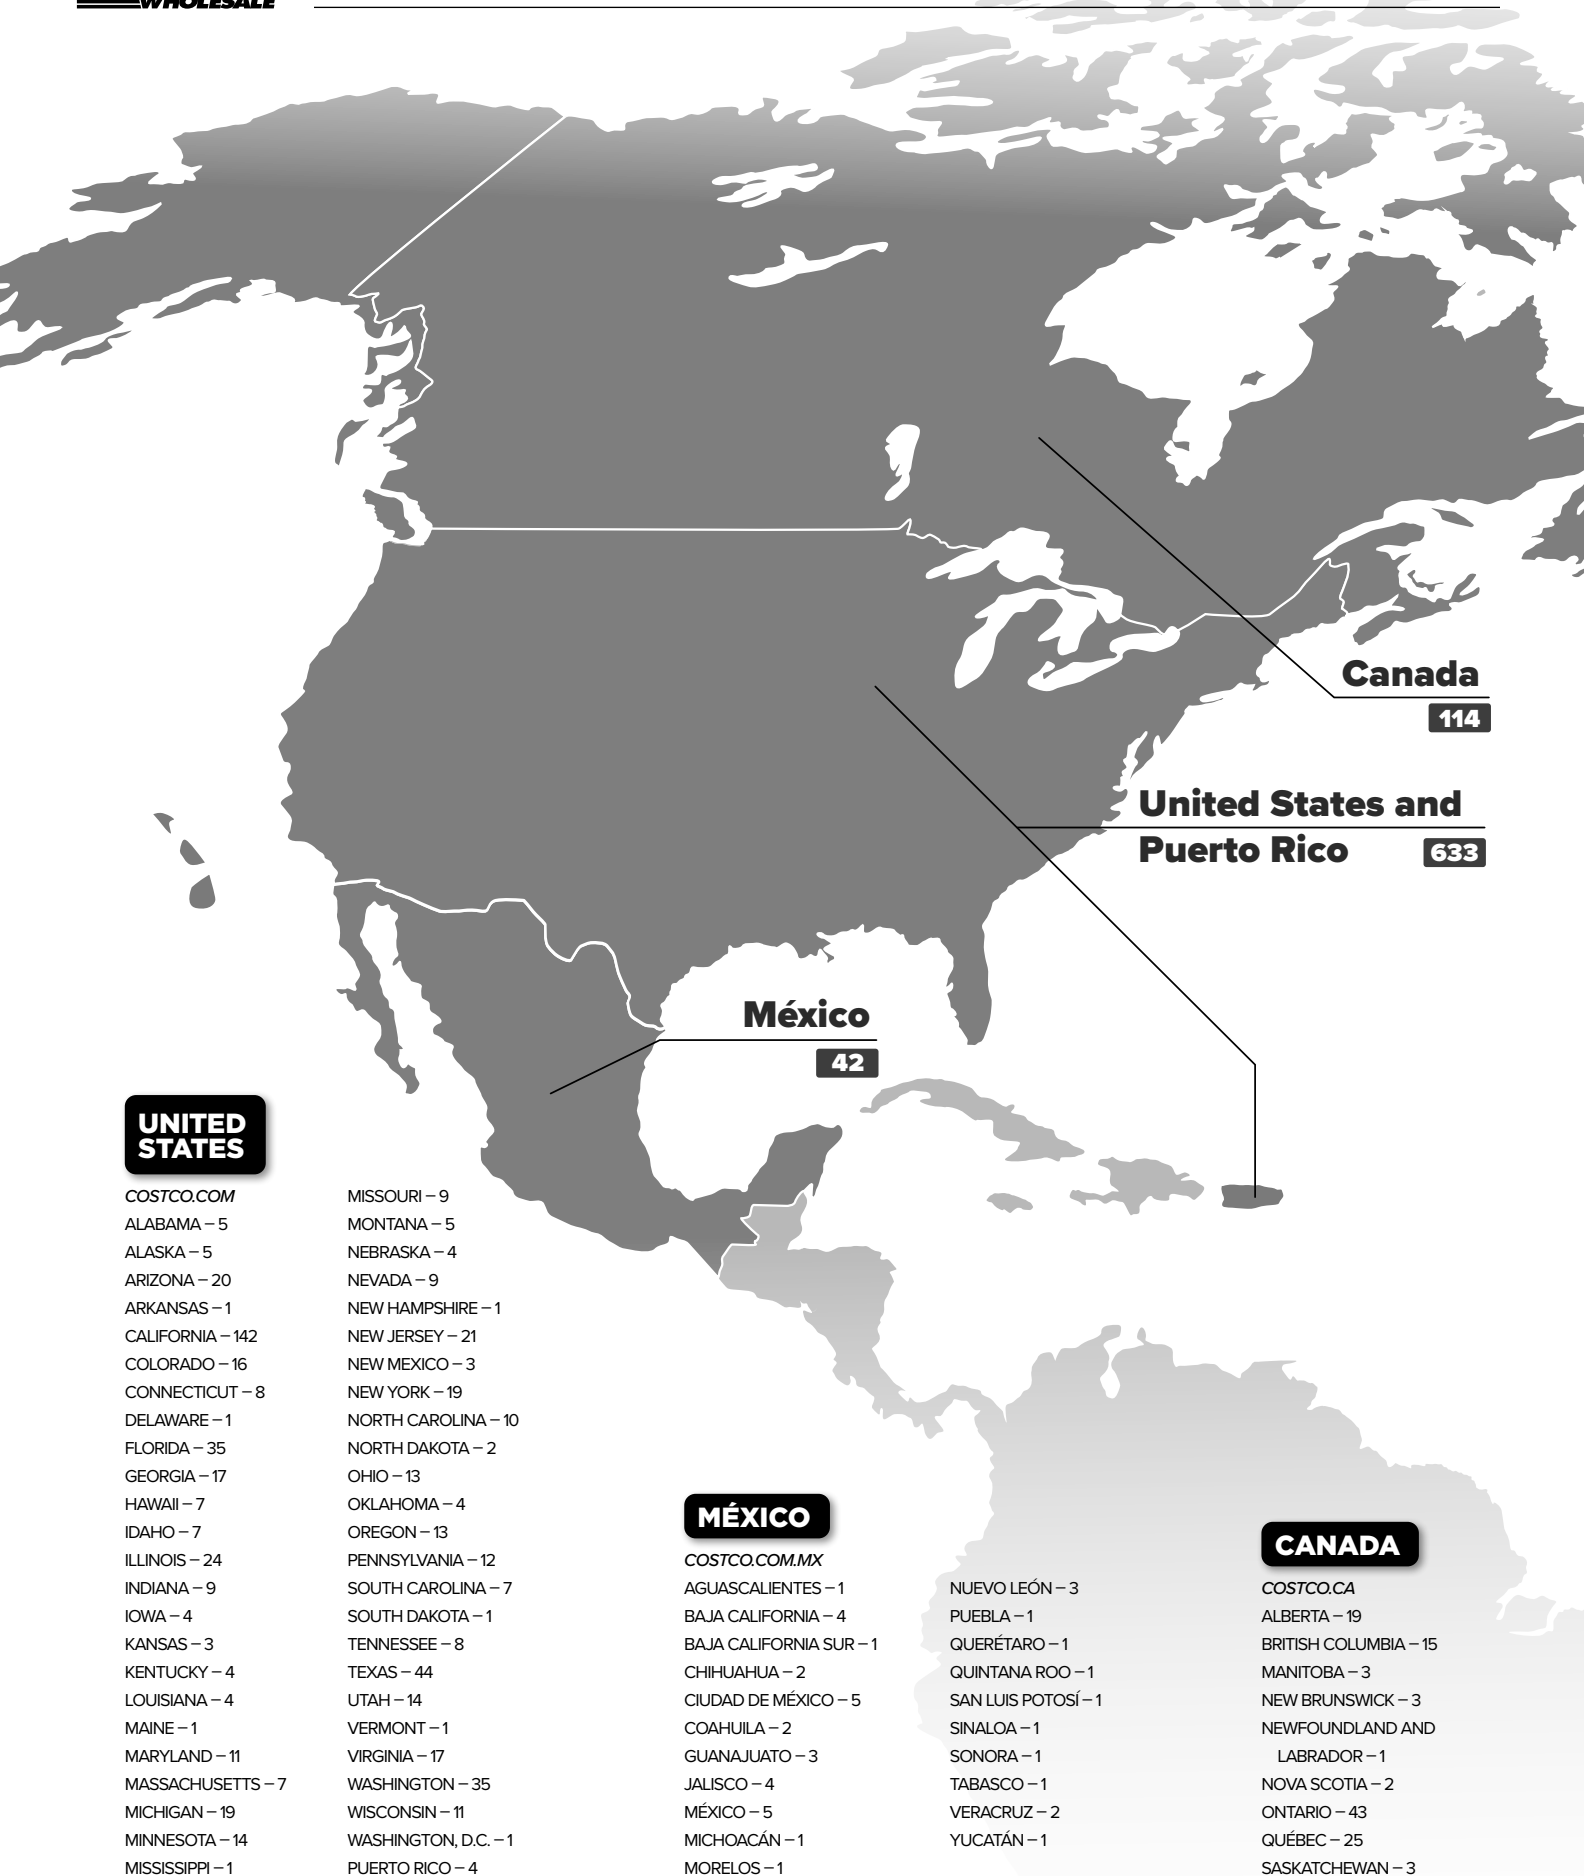 WHOLESALE
Canada
114
United States and
Puerto Rico 633
México
42
UNITED
STATES
COSTCO.COM
ALABAMA – 5
ALASKA – 5
ARIZONA – 20
ARKANSAS – 1
CALIFORNIA – 142
COLORADO – 16
CONNECTICUT – 8
DELAWARE – 1
FLORIDA – 35
GEORGIA – 17
HAWAII – 7
IDAHO – 7
ILLINOIS – 24
INDIANA – 9
IOWA – 4
KANSAS – 3
KENTUCKY – 4
LOUISIANA – 4
MAINE – 1
MARYLAND – 11
MASSACHUSETTS – 7
MICHIGAN – 19
MINNESOTA – 14
MISSISSIPPI – 1
MISSOURI – 9
MONTANA – 5
NEBRASKA – 4
NEVADA – 9
NEW HAMPSHIRE – 1
NEW JERSEY – 21
NEW MEXICO – 3
NEW YORK – 19
NORTH CAROLINA – 10
NORTH DAKOTA – 2
OHIO – 13
OKLAHOMA – 4
OREGON – 13
PENNSYLVANIA – 12
SOUTH CAROLINA – 7
SOUTH DAKOTA – 1
TENNESSEE – 8
TEXAS – 44
UTAH – 14
VERMONT – 1
VIRGINIA – 17
WASHINGTON – 35
WISCONSIN – 11
WASHINGTON, D.C. – 1
PUERTO RICO – 4
MÉXICO
COSTCO.COM.MX
AGUASCALIENTES – 1
BAJA CALIFORNIA – 4
BAJA CALIFORNIA SUR – 1
CHIHUAHUA – 2
CIUDAD DE MÉXICO – 5
COAHUILA – 2
GUANAJUATO – 3
JALISCO – 4
MÉXICO – 5
MICHOACÁN – 1
MORELOS – 1
NUEVO LEÓN – 3
PUEBLA – 1
QUERÉTARO – 1
QUINTANA ROO – 1
SAN LUIS POTOSÍ – 1
SINALOA – 1
SONORA – 1
TABASCO – 1
VERACRUZ – 2
YUCATÁN – 1
CANADA
COSTCO.CA
ALBERTA – 19
BRITISH COLUMBIA – 15
MANITOBA – 3
NEW BRUNSWICK – 3
NEWFOUNDLAND AND
LABRADOR – 1
NOVA SCOTIA – 2
ONTARIO – 43
QUÉBEC – 25
SASKATCHEWAN – 3